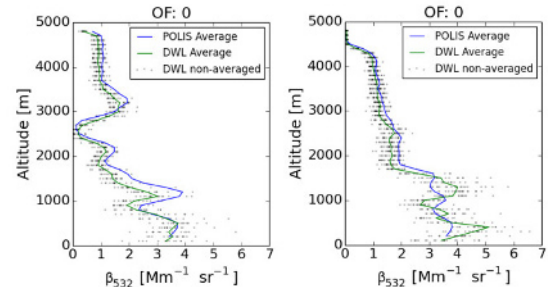 OF: 0
5000
4000
3000
2000
1000
0
Altitude [m]
POLIS Average
DWL Average
DWL non-averaged
0 1 2 3 4 5 6 7
β532 [Mm⁻¹ sr⁻¹]
OF: 0
5000
4000
3000
2000
1000
0
Altitude [m]
POLIS Average
DWL Average
DWL non-averaged
0 1 2 3 4 5 6 7
β532 [Mm⁻¹ sr⁻¹]